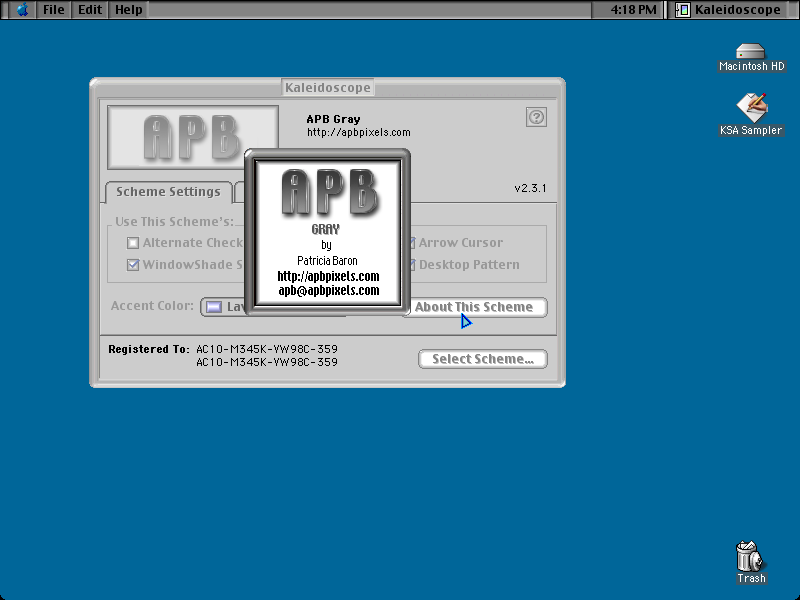 File Edit Help 4:18 PM Kaleidoscope
Macintosh HD
KSA Sampler
Kaleidoscope
APB
APB Gray
http://apbpixels.com
v2.3.1
Scheme Settings
Use This Scheme's:
Alternate Check
WindowShade S
Arrow Cursor
Desktop Pattern
Accent Color:
Lav
About This Scheme
APB
GRAY
by
Patricia Baron
http://apbpixels.com
apb@apbpixels.com
Registered To: AC10-M345K-VW98C-359
AC10-M345K-VW98C-359
Select Scheme...
Trash